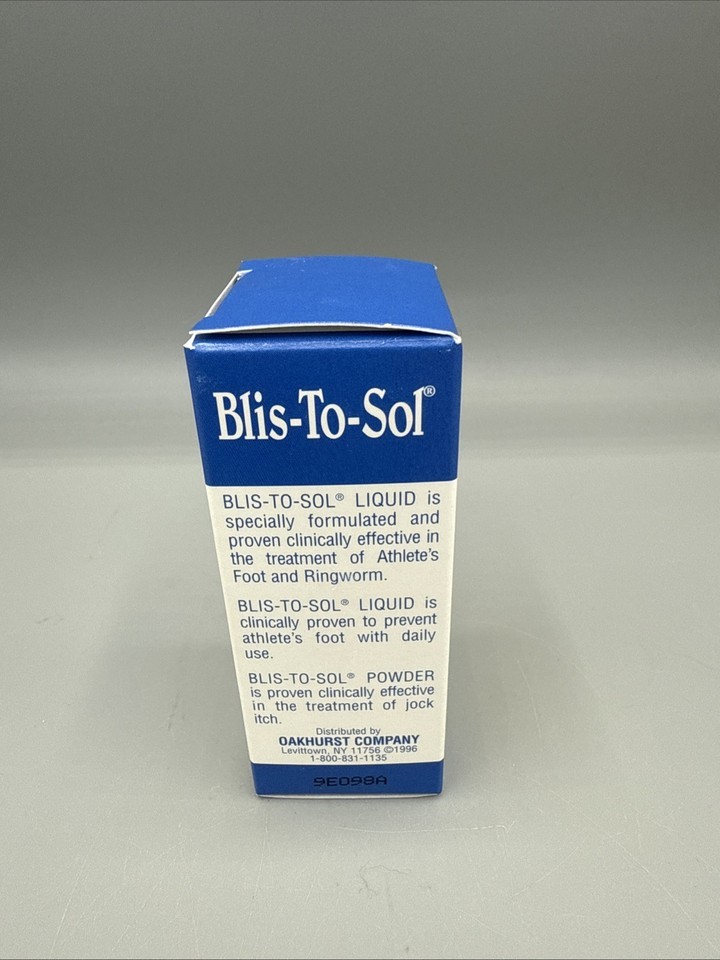 Blis-To-Sol®
BLIS-TO-SOL® LIQUID is
specially formulated and
proven clinically effective in
the treatment of Athlete's
Foot and Ringworm.
BLIS-TO-SOL® LIQUID is
clinically proven to prevent
athlete's foot with daily
use.
BLIS-TO-SOL® POWDER
is proven clinically effective
in the treatment of jock
itch.
Distributed by
OAKHURST COMPANY
Levittown, NY 11756 ©1996
1-800-831-1135
9E098A